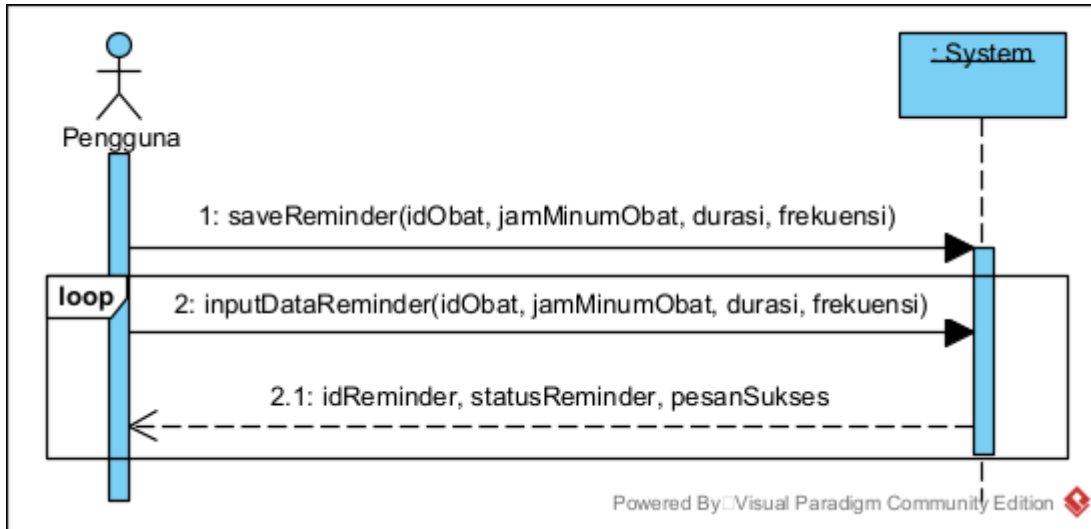 : System
Pengguna
1: saveReminder(idObat, jamMinumObat, durasi, frekuensi)
loop
2: inputDataReminder(idObat, jamMinumObat, durasi, frekuensi)
2.1: idReminder, statusReminder, pesanSukses
Powered By Visual Paradigm Community Edition